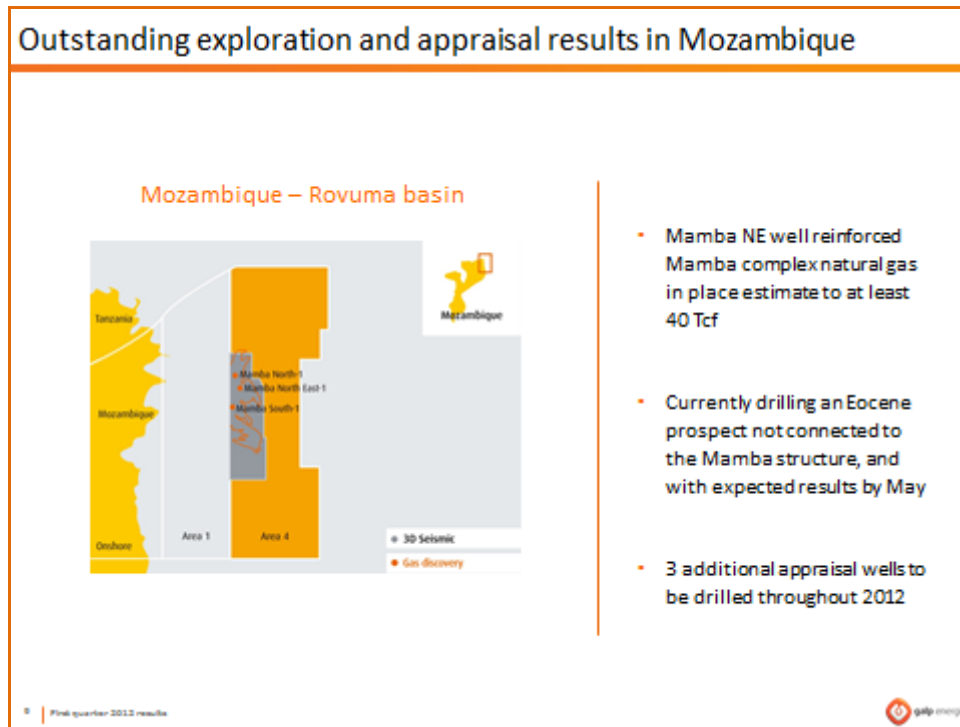 Outstanding exploration and appraisal results in Mozambique
Mozambique – Rovuma basin
Tanzania
Mozambique
Onshore
Area 1
Area 4
Mamba North-1
Mamba North East-1
Mamba South-1
Mozambique
3D Seismic
Gas discovery
• Mamba NE well reinforced
Mamba complex natural gas
in place estimate to at least
40 Tcf
• Currently drilling an Eocene
prospect not connected to
the Mamba structure, and
with expected results by May
• 3 additional appraisal wells to
be drilled throughout 2012
First quarter 2012 results
galp energi